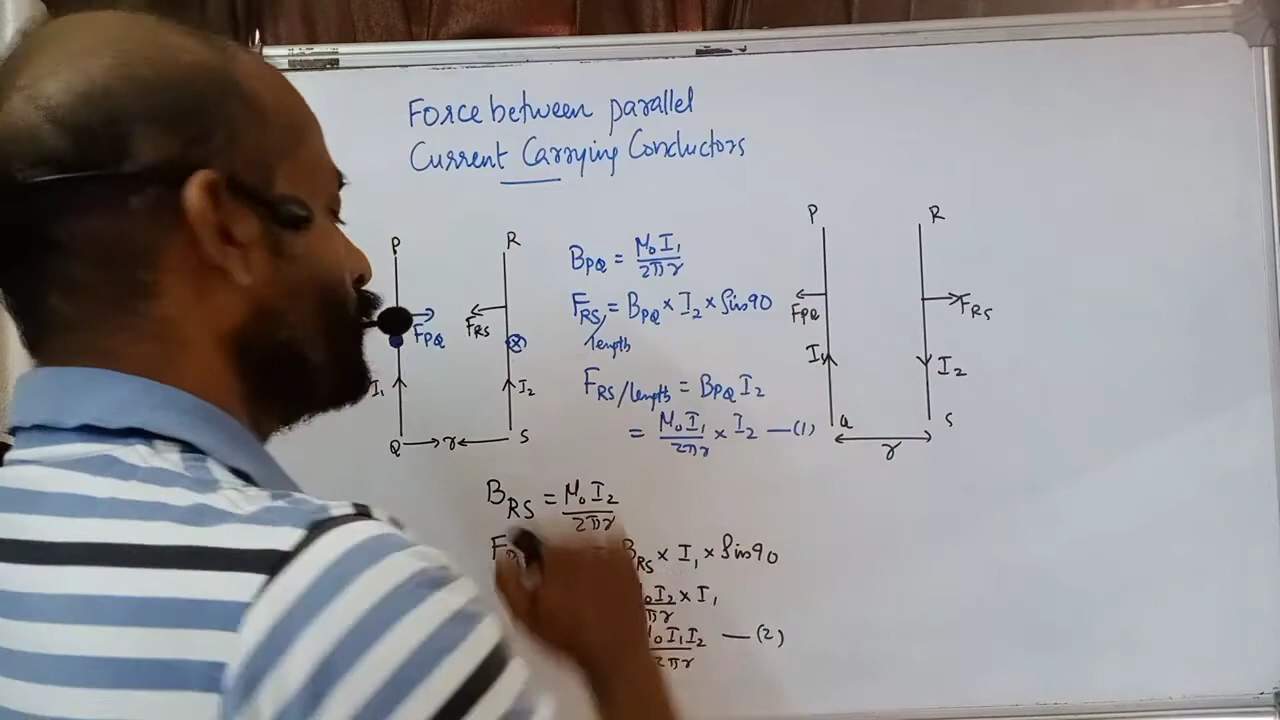 Force between parallel
Current Carrying Conductors
P
R
F_PQ
F_RS
⊗
I₁
I₂
Q
r
S
B_PQ = μ₀I₁/2πr
F_RS/length = B_PQ × I₂ × Sin90
F_RS/length = B_PQ I₂
= μ₀I₁/2πr × I₂ —(1)
P
R
F_PQ
F_RS
I₁
I₂
Q
S
r
B_RS = μ₀I₂/2πr
= B_RS × I₁ × Sin90
× I₁
—(2)